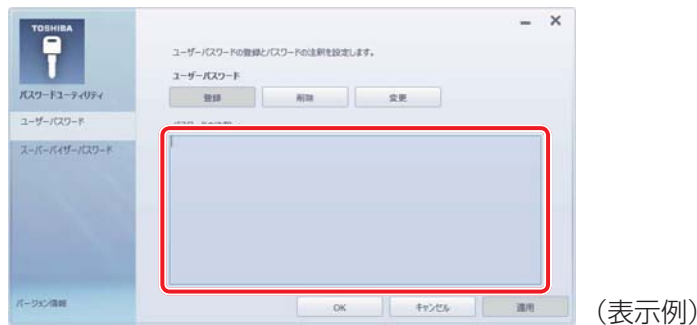 TOSHIBA
パスワードユーティリティ
ユーザーパスワード
スーパーバイザーパスワード
バージョン情報
ユーザーパスワードの登録とパスワードの注釈を設定します。
ユーザーパスワード
登録 削除 変更
OK キャンセル 適用
(表示例)